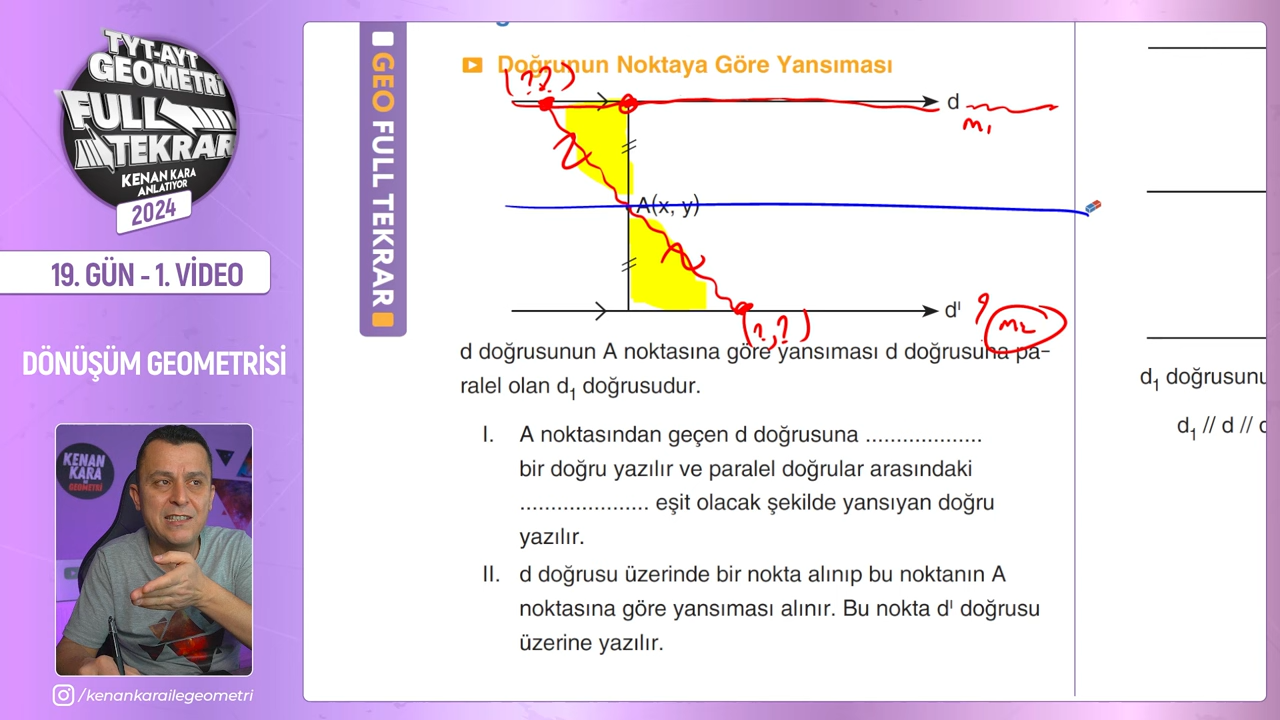 TYT-AYT
GEOMETRİ
FULL
TEKRAR
KENAN KARA
ANLATIYOR
2024
19. GÜN - 1. VİDEO
DÖNÜŞÜM GEOMETRİSİ
KENAN
KARA
GEOMETRİ
/kenankarailegeometri
GEO FULL TEKRAR
Doğrunun Noktaya Göre Yansıması
(?,?)
d
m1
A(x, y)
d'
m2
(?,?)
d doğrusunun A noktasına göre yansıması d doğrusuna pa-
ralel olan d1 doğrusudur.
I. A noktasından geçen d doğrusuna ...................
bir doğru yazılır ve paralel doğrular arasındaki
..................... eşit olacak şekilde yansıyan doğru
yazılır.
II. d doğrusu üzerinde bir nokta alınıp bu noktanın A
noktasına göre yansıması alınır. Bu nokta d' doğrusu
üzerine yazılır.
d1 doğrusunu
d1 // d //